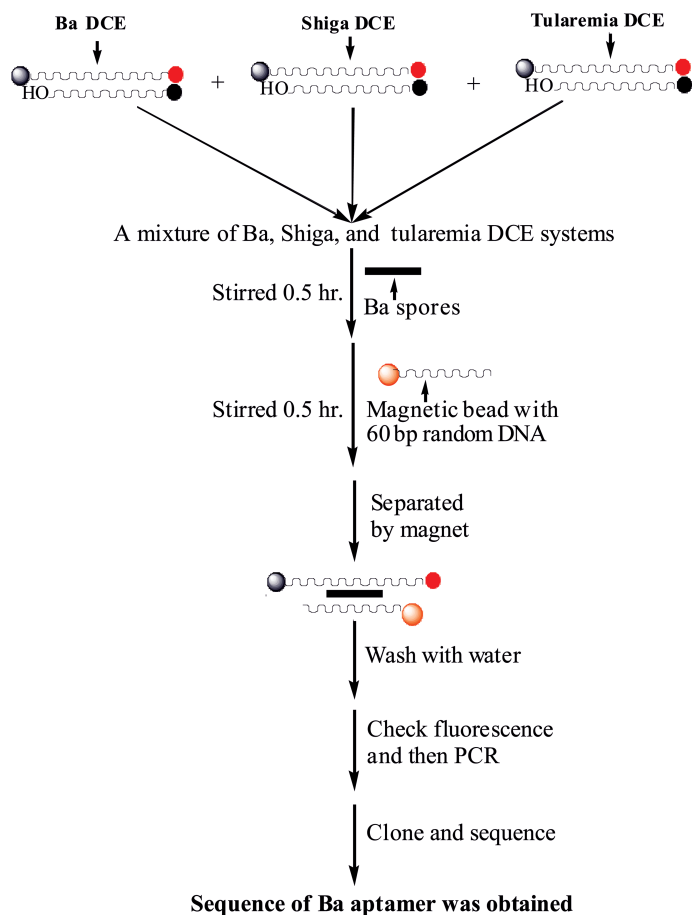 Ba DCE
Shiga DCE
Tularemia DCE
HO
+
HO
+
HO
A mixture of Ba, Shiga, and tularemia DCE systems
Stirred 0.5 hr.
Ba spores
Stirred 0.5 hr.
Magnetic bead with
60 bp random DNA
Separated
by magnet
Wash with water
Check fluorescence
and then PCR
Clone and sequence
Sequence of Ba aptamer was obtained